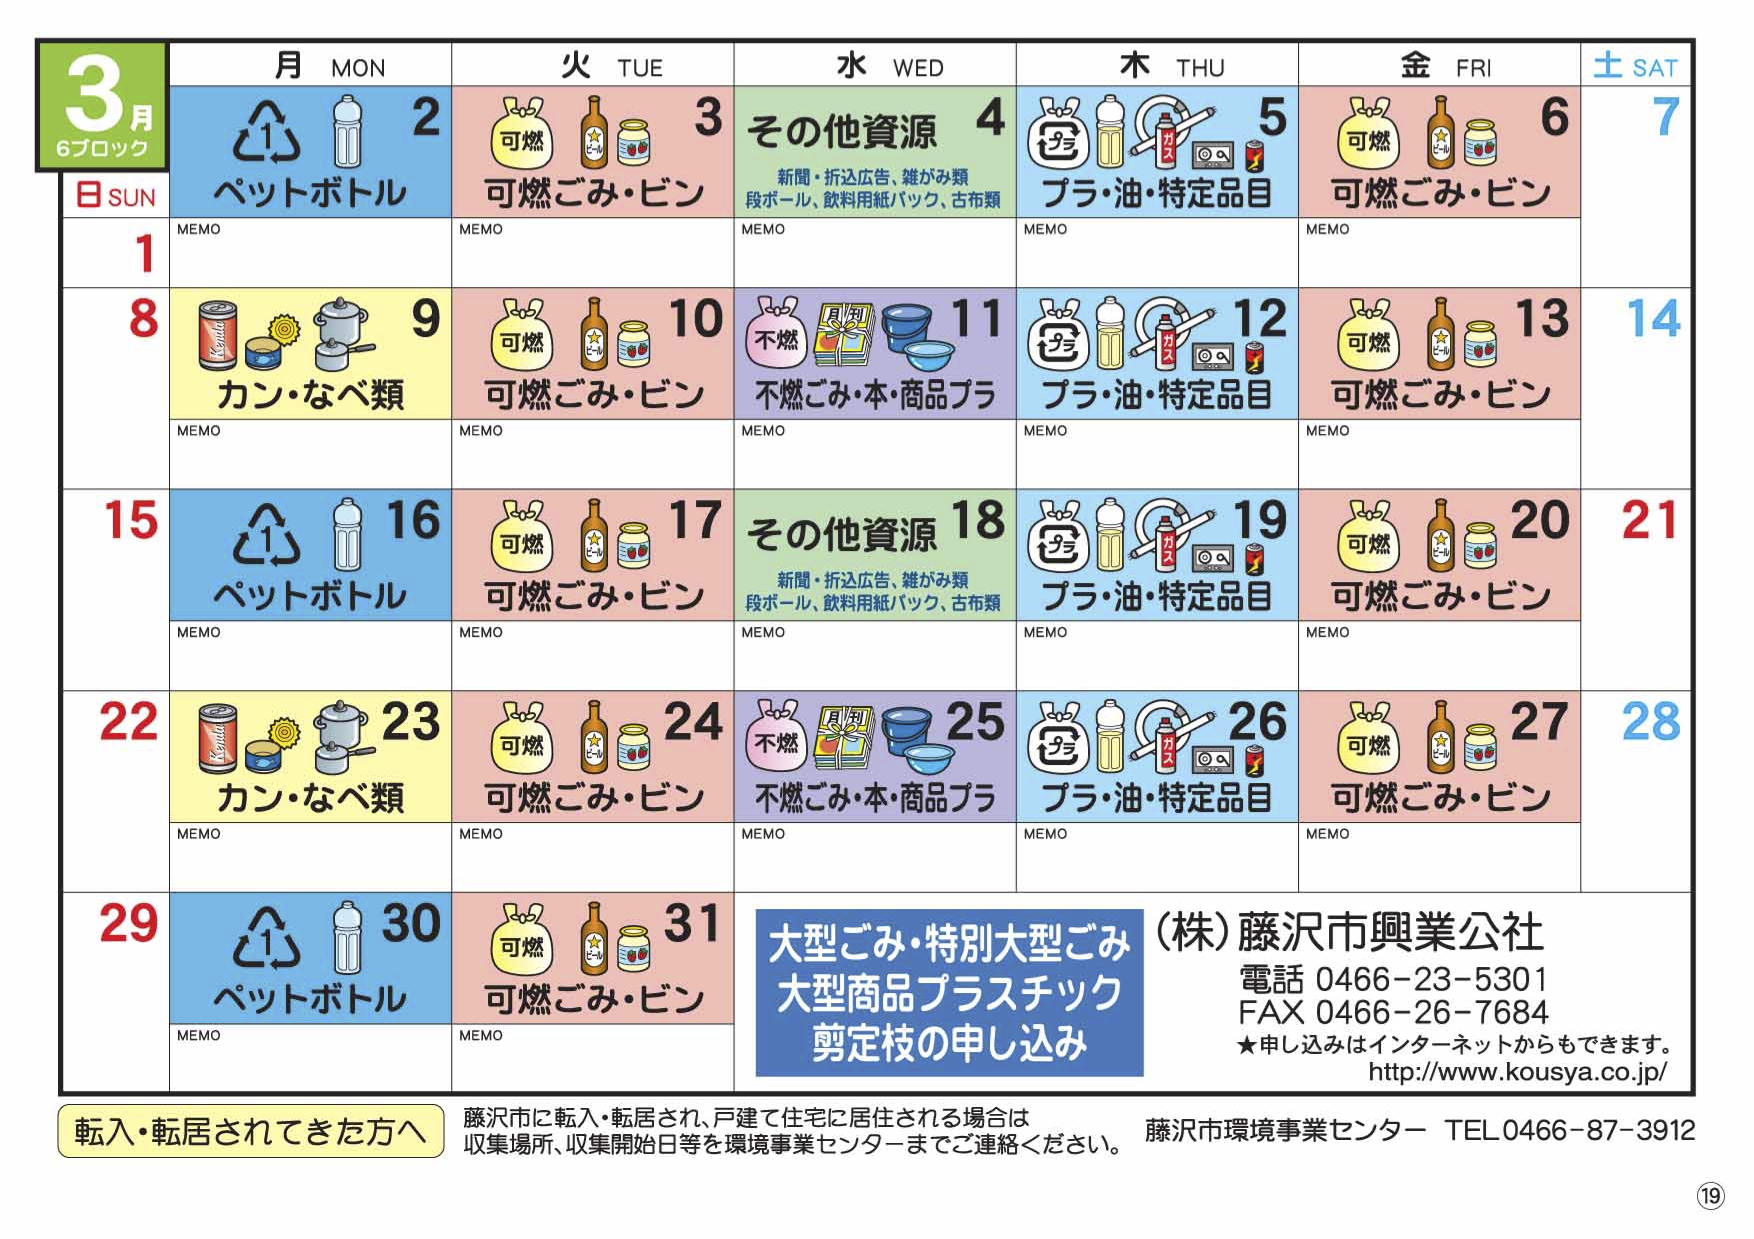 3月
6ブロック
月 MON
火 TUE
水 WED
木 THU
金 FRI
土 SAT
日 SUN
1
1
2
ペットボトル
MEMO
可燃
ビール
3
可燃ごみ・ビン
MEMO
その他資源
4
新聞・折込広告、雑がみ類
段ボール、飲料用紙パック、古布類
MEMO
プラ
ガス
5
プラ・油・特定品目
MEMO
可燃
ビール
6
可燃ごみ・ビン
MEMO
7
8
9
カン・なべ類
MEMO
可燃
ビール
10
可燃ごみ・ビン
MEMO
不燃
月刊
11
不燃ごみ・本・商品プラ
MEMO
プラ
ガス
12
プラ・油・特定品目
MEMO
可燃
ビール
13
可燃ごみ・ビン
MEMO
14
15
1
16
ペットボトル
MEMO
可燃
ビール
17
可燃ごみ・ビン
MEMO
その他資源
18
新聞・折込広告、雑がみ類
段ボール、飲料用紙パック、古布類
MEMO
プラ
ガス
19
プラ・油・特定品目
MEMO
可燃
ビール
20
可燃ごみ・ビン
MEMO
21
22
23
カン・なべ類
MEMO
可燃
ビール
24
可燃ごみ・ビン
MEMO
不燃
月刊
25
不燃ごみ・本・商品プラ
MEMO
プラ
ガス
26
プラ・油・特定品目
MEMO
可燃
ビール
27
可燃ごみ・ビン
MEMO
28
29
1
30
ペットボトル
MEMO
可燃
ビール
31
可燃ごみ・ビン
MEMO
大型ごみ・特別大型ごみ
大型商品プラスチック
剪定枝の申し込み
(株)藤沢市興業公社
電話 0466-23-5301
FAX 0466-26-7684
★申し込みはインターネットからもできます。
http://www.kousya.co.jp/
転入・転居されてきた方へ
藤沢市に転入・転居され、戸建て住宅に居住される場合は
収集場所、収集開始日等を環境事業センターまでご連絡ください。
藤沢市環境事業センター TEL0466-87-3912
⑲